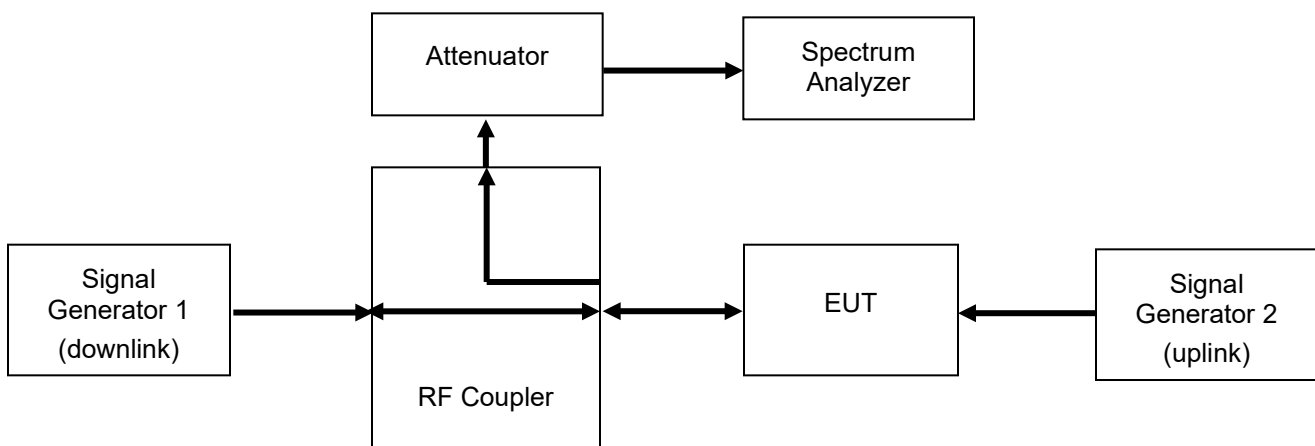 Attenuator
Spectrum
Analyzer
Signal
Generator 1
(downlink)
RF Coupler
EUT
Signal
Generator 2
(uplink)